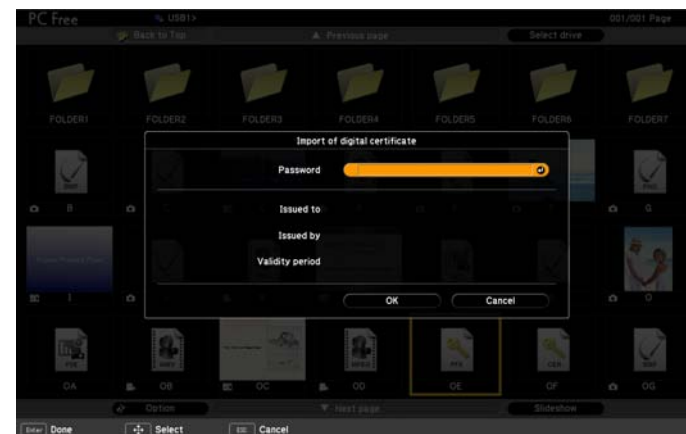 PC Free USB1> 001/001 Page
Back to Top Previous page Select drive
FOLDER1 FOLDER2 FOLDER3 FOLDER4 FOLDER5 FOLDER6 FOLDER7
Import of digital certificate
Password
Issued to
Issued by
Validity period
OK Cancel
B G
I O
PFX
OA OB OC OD OE OF OG
Option Next page Slideshow
Enter Done Select Esc Cancel